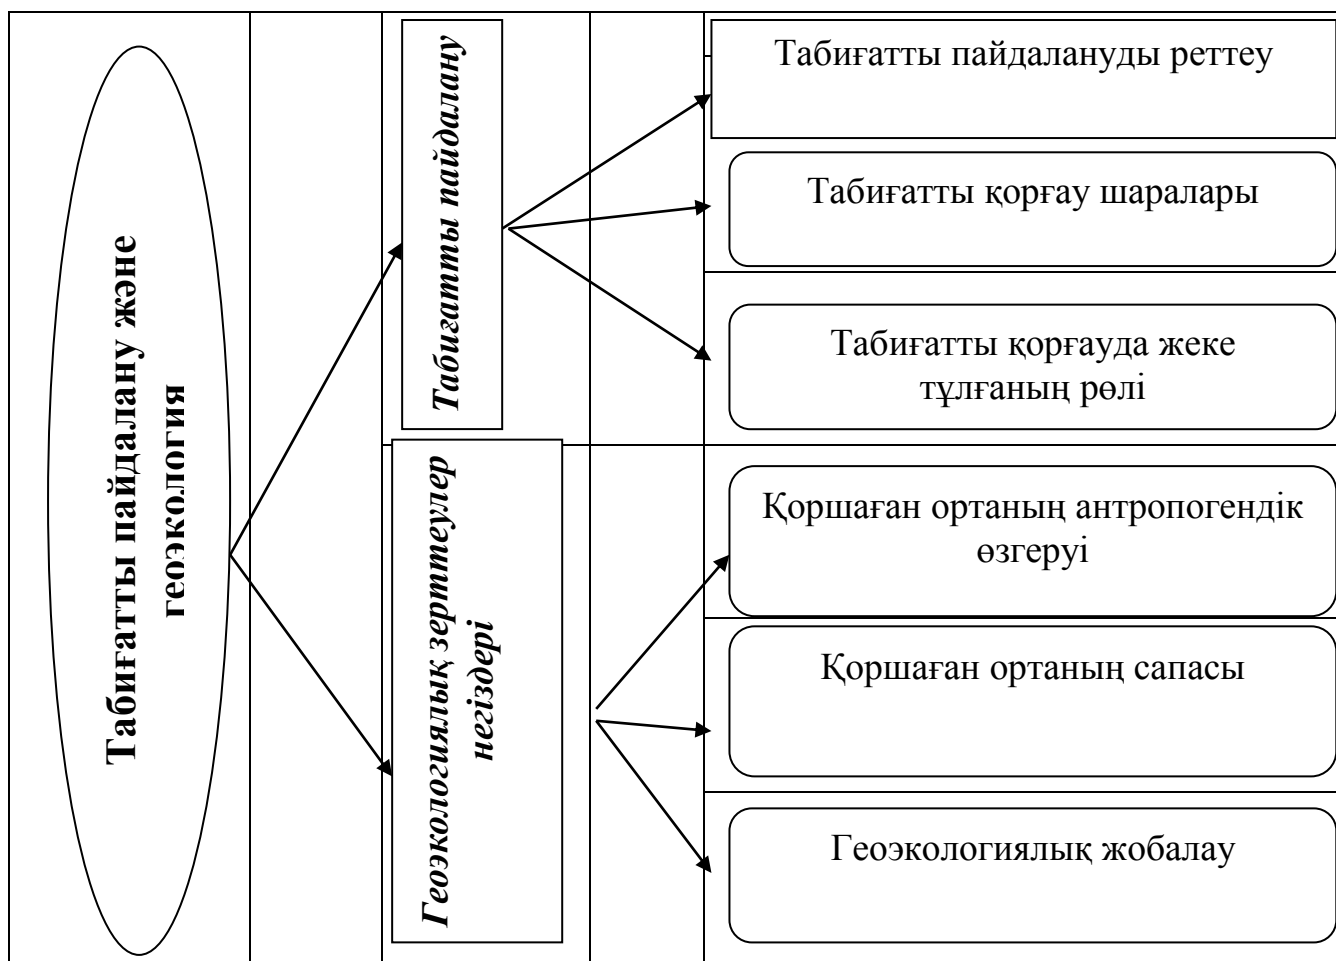 Табиғатты пайдалану және
геоэкология
Табиғатты пайдалану
Табиғатты пайдалануды реттеу
Табиғатты қорғау шаралары
Табиғатты қорғауда жеке
тұлғаның рөлі
Геоэкологиялық зерттеулер
негіздері
Қоршаған ортаның антропогендік
өзгеруі
Қоршаған ортаның сапасы
Геоэкологиялық жобалау